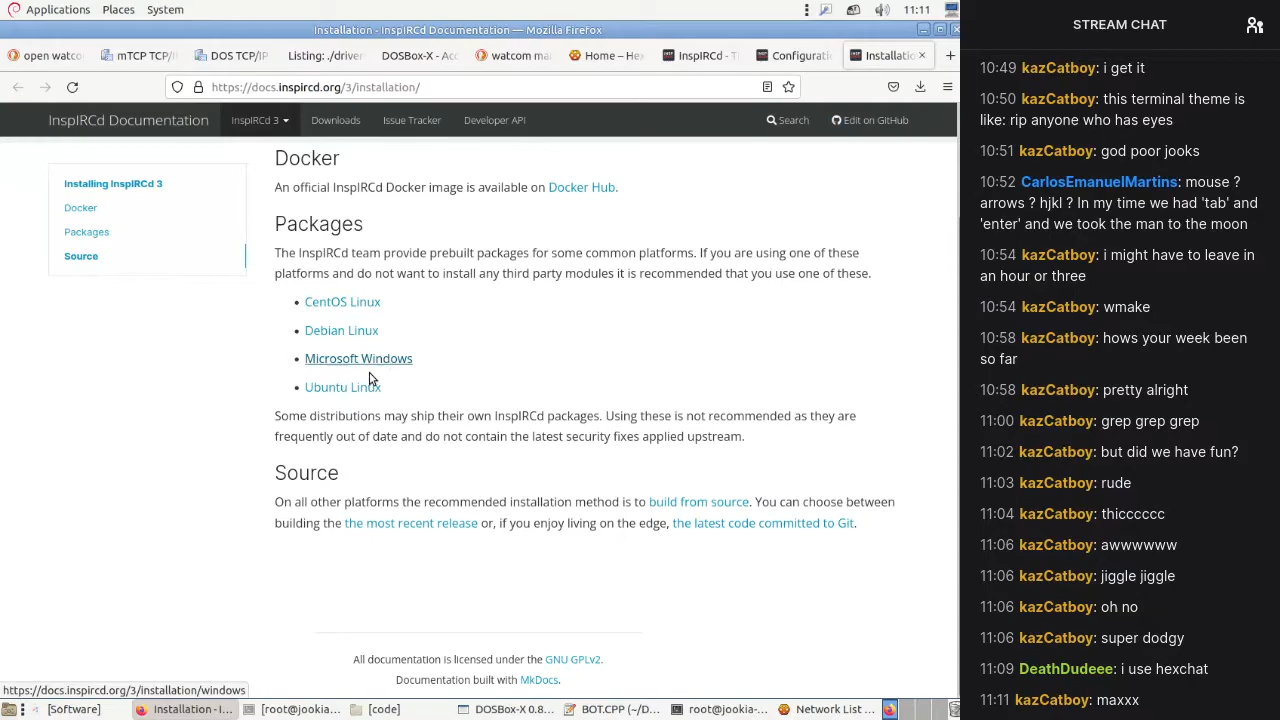 Applications Places System 11:11
Installation - InspIRCd Documentation — Mozilla Firefox
open watco mTCP TCP/ DOS TCP/IP Listing: /driver DOSBox-X - Ac watcom mar Home – Hex InspIRCd - T Configurati Installatio
https://docs.inspircd.org/3/installation/
InspIRCd Documentation InspIRCd 3 Downloads Issue Tracker Developer API Search Edit on GitHub
Installing InspIRCd 3
Docker
Packages
Source
Docker
An official InspIRCd Docker image is available on Docker Hub.
Packages
The InspIRCd team provide prebuilt packages for some common platforms. If you are using one of these
platforms and do not want to install any third party modules it is recommended that you use one of these.
• CentOS Linux
• Debian Linux
• Microsoft Windows
• Ubuntu Linux
Some distributions may ship their own InspIRCd packages. Using these is not recommended as they are
frequently out of date and do not contain the latest security fixes applied upstream.
Source
On all other platforms the recommended installation method is to build from source. You can choose between
building the the most recent release or, if you enjoy living on the edge, the latest code committed to Git.
All documentation is licensed under the GNU GPLv2.
Documentation built with MkDocs.
https://docs.inspircd.org/3/installation/windows
[Software] Installation - I... [root@jookia... [code] DOSBox-X 0.8... BOT.CPP (~/D... root@jookia-... Network List ...
STREAM CHAT
10:49 kazCatboy: i get it
10:50 kazCatboy: this terminal theme is
like: rip anyone who has eyes
10:51 kazCatboy: god poor jooks
10:52 CarlosEmanuelMartins: mouse ?
arrows ? hjkl ? In my time we had 'tab' and
'enter' and we took the man to the moon
10:54 kazCatboy: i might have to leave in
an hour or three
10:54 kazCatboy: wmake
10:58 kazCatboy: hows your week been
so far
10:58 kazCatboy: pretty alright
11:00 kazCatboy: grep grep grep
11:02 kazCatboy: but did we have fun?
11:03 kazCatboy: rude
11:04 kazCatboy: thicccccc
11:06 kazCatboy: awwwwww
11:06 kazCatboy: jiggle jiggle
11:06 kazCatboy: oh no
11:06 kazCatboy: super dodgy
11:09 DeathDudeee: i use hexchat
11:11 kazCatboy: maxxx